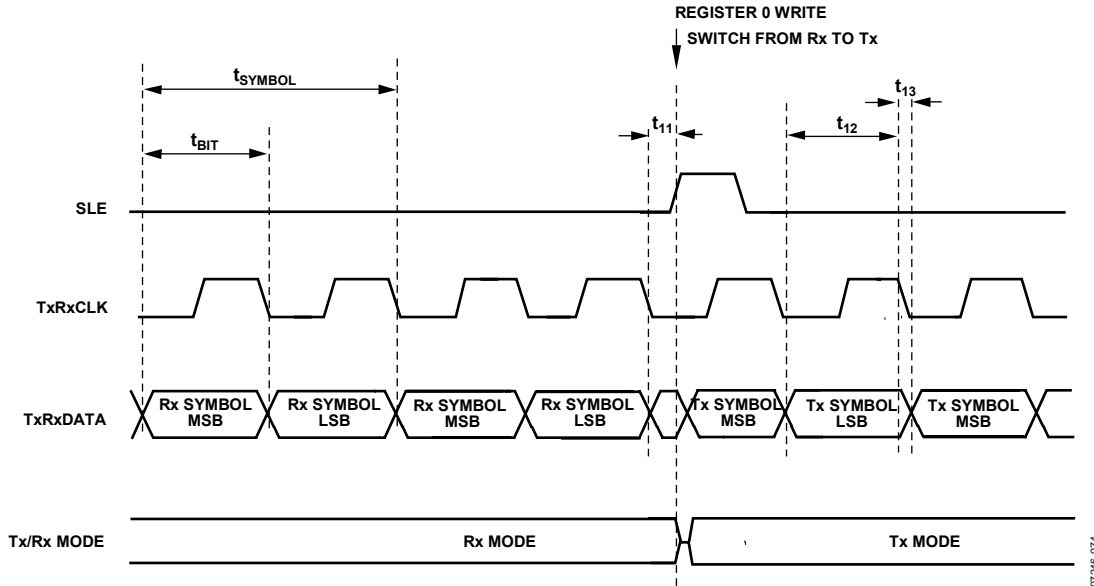 REGISTER 0 WRITE
SWITCH FROM Rx TO Tx
tSYMBOL
t13
t11
t12
tBIT
SLE
TxRxCLK
TxRxDATA
Rx SYMBOL MSB
Rx SYMBOL LSB
Rx SYMBOL MSB
Rx SYMBOL LSB
Tx SYMBOL MSB
Tx SYMBOL LSB
Tx SYMBOL MSB
Tx/Rx MODE
Rx MODE
Tx MODE
07246-074